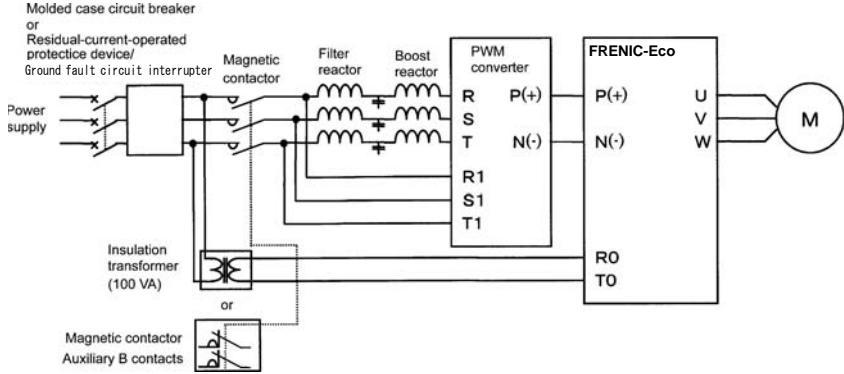 Molded case circuit breaker
or
Residual-current-operated
protectice device/
Ground fault circuit interrupter
Magnetic
contactor
Filter
reactor
Boost
reactor
PWM
converter
FRENIC-Eco
Power
supply
R
S
T
P(+)
N(-)
R1
S1
T1
P(+)
N(-)
U
V
W
M
R0
T0
Insulation
transformer
(100 VA)
or
Magnetic contactor
Auxiliary B contacts